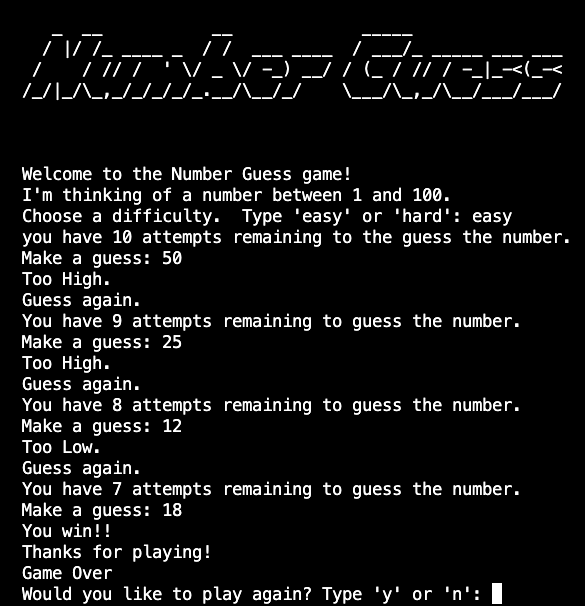 Number Guess
Welcome to the Number Guess game!
I'm thinking of a number between 1 and 100.
Choose a difficulty.  Type 'easy' or 'hard': easy
you have 10 attempts remaining to the guess the number.
Make a guess: 50
Too High.
Guess again.
You have 9 attempts remaining to guess the number.
Make a guess: 25
Too High.
Guess again.
You have 8 attempts remaining to guess the number.
Make a guess: 12
Too Low.
Guess again.
You have 7 attempts remaining to guess the number.
Make a guess: 18
You win!!
Thanks for playing!
Game Over
Would you like to play again? Type 'y' or 'n':